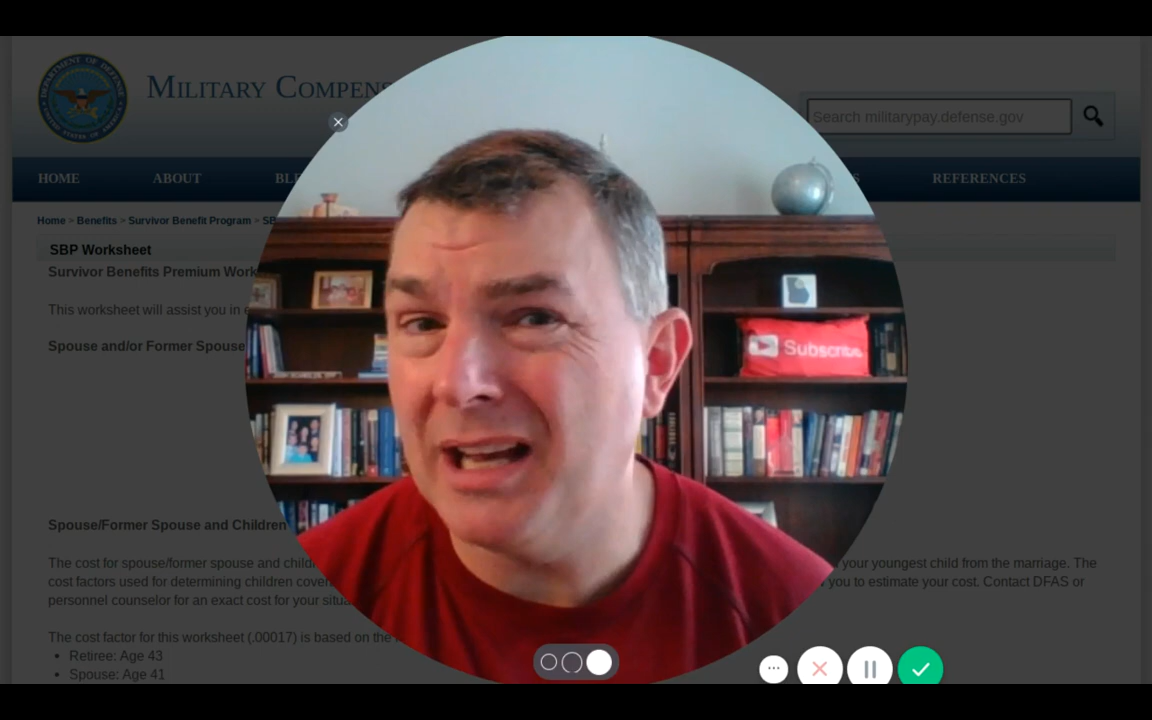 MILITARY COMPENS
Search militarypay.defense.gov
HOME ABOUT BLE S REFERENCES
Home > Benefits > Survivor Benefit Program > SB
SBP Worksheet
Survivor Benefits Premium Work
This worksheet will assist you in e
Spouse and/or Former Spouse
Subscribe
Spouse/Former Spouse and Children
The cost for spouse/former spouse and child your youngest child from the marriage. The
cost factors used for determining children cover you to estimate your cost. Contact DFAS or
personnel counselor for an exact cost for your situa
The cost factor for this worksheet (.00017) is based on the
• Retiree: Age 43
• Spouse: Age 41